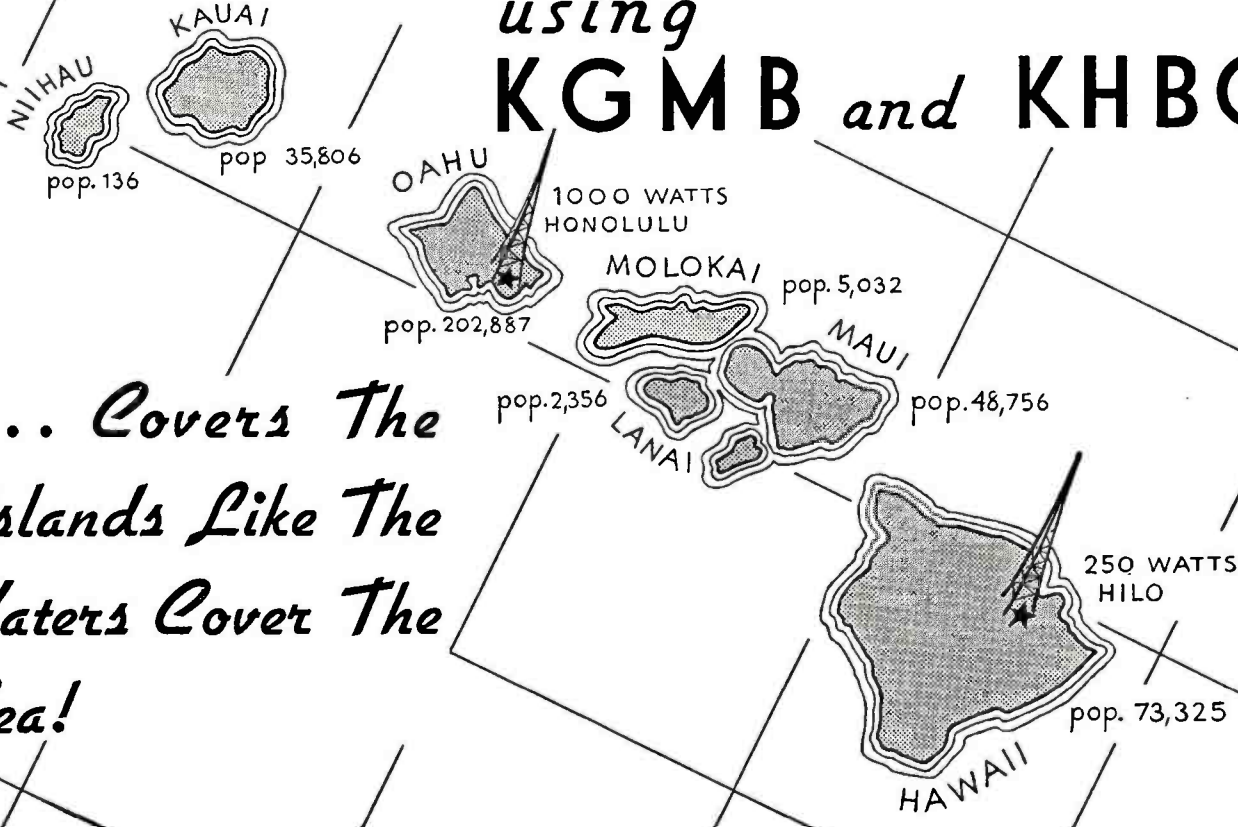 using
KGMB and KHBC
KAUAI
NIIHAU
pop 35,806
pop. 136
OAHU
1000 WATTS
HONOLULU
MOLOKAI
pop. 5,032
pop. 202,887
MAUI
pop. 2,356
pop. 48,756
LANAI
.. Covers The
slands Like The
aters Cover The
ea!
250 WATTS
HILO
pop. 73,325
HAWAII